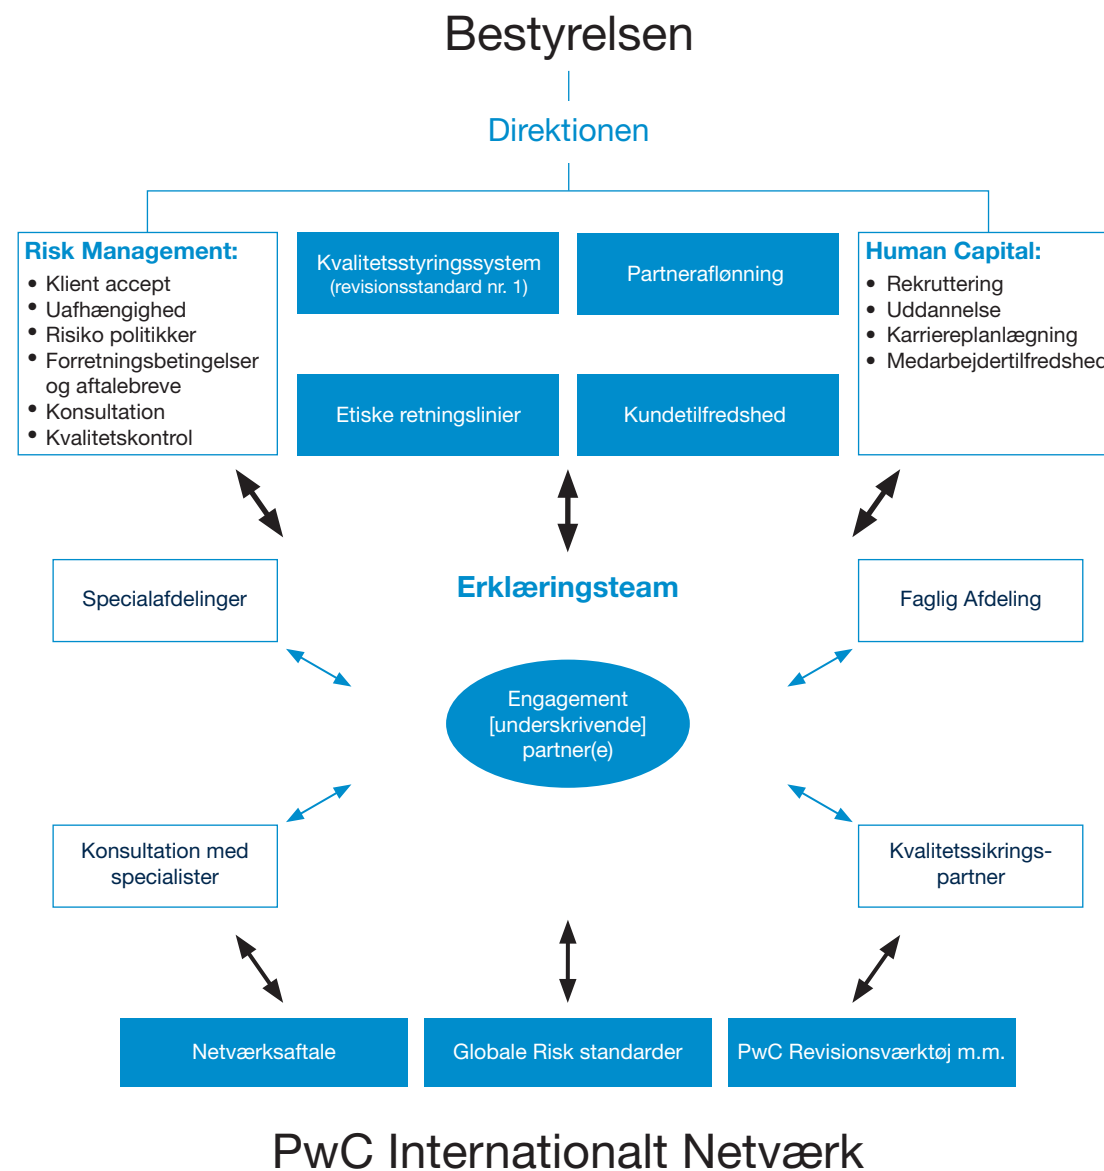 Bestyrelsen
Direktionen
Risk Management:
• Klient accept
• Uafhængighed
• Risiko politikker
• Forretningsbetingelser
og aftalebreve
• Konsultation
• Kvalitetskontrol
Kvalitetsstyringssystem
(revisionsstandard nr. 1)
Partneraflønning
Etiske retningslinier
Kundetilfredshed
Human Capital:
• Rekruttering
• Uddannelse
• Karriereplanlægning
• Medarbejdertilfredshed
Specialafdelinger
Erklæringsteam
Faglig Afdeling
Engagement
[underskrivende]
partner(e)
Konsultation med
specialister
Kvalitetssikrings-
partner
Netværksaftale
Globale Risk standarder
PwC Revisionsværktøj m.m.
PwC Internationalt Netværk